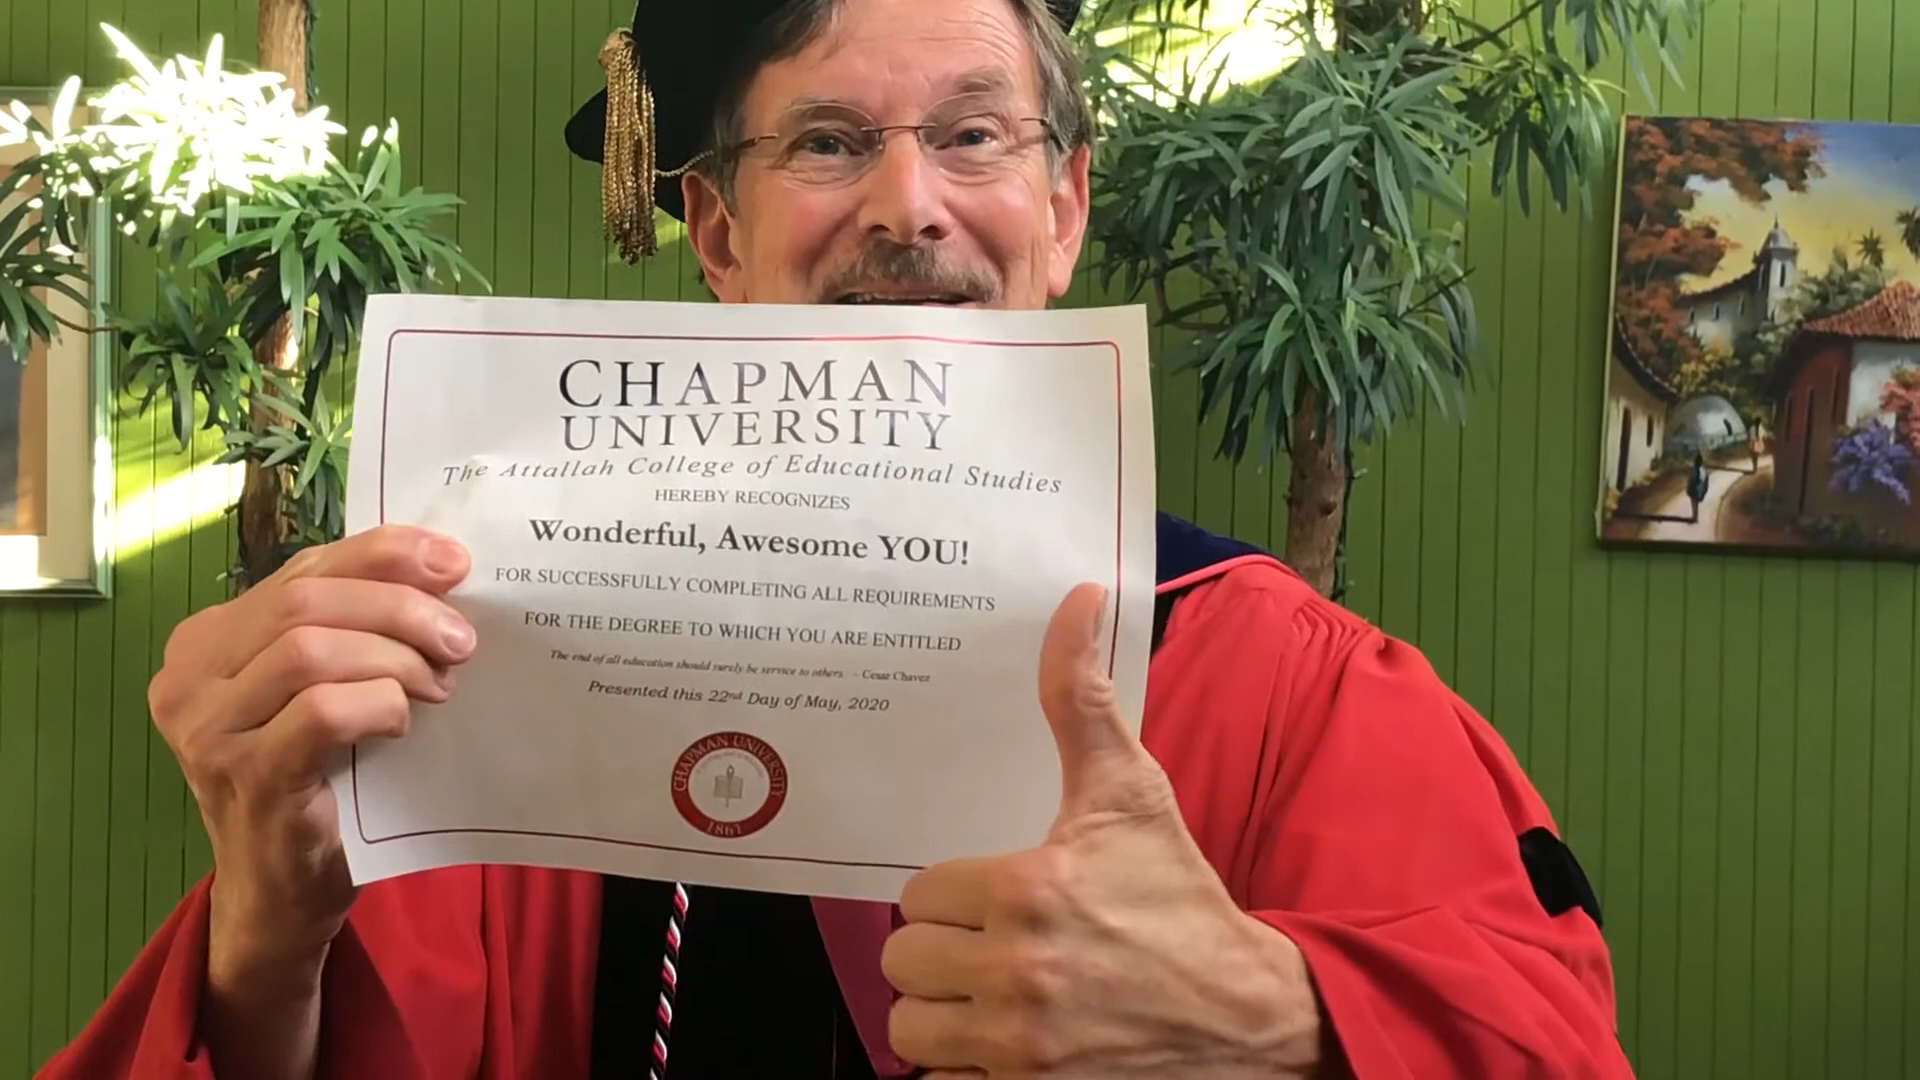 CHAPMAN
UNIVERSITY
The Attallah College of Educational Studies
HEREBY RECOGNIZES
Wonderful, Awesome YOU!
FOR SUCCESSFULLY COMPLETING ALL REQUIREMENTS
FOR THE DEGREE TO WHICH YOU ARE ENTITLED
The end of all education should surely be service to others. – Cesar Chavez
Presented this 22nd Day of May, 2020
CHAPMAN UNIVERSITY
1861